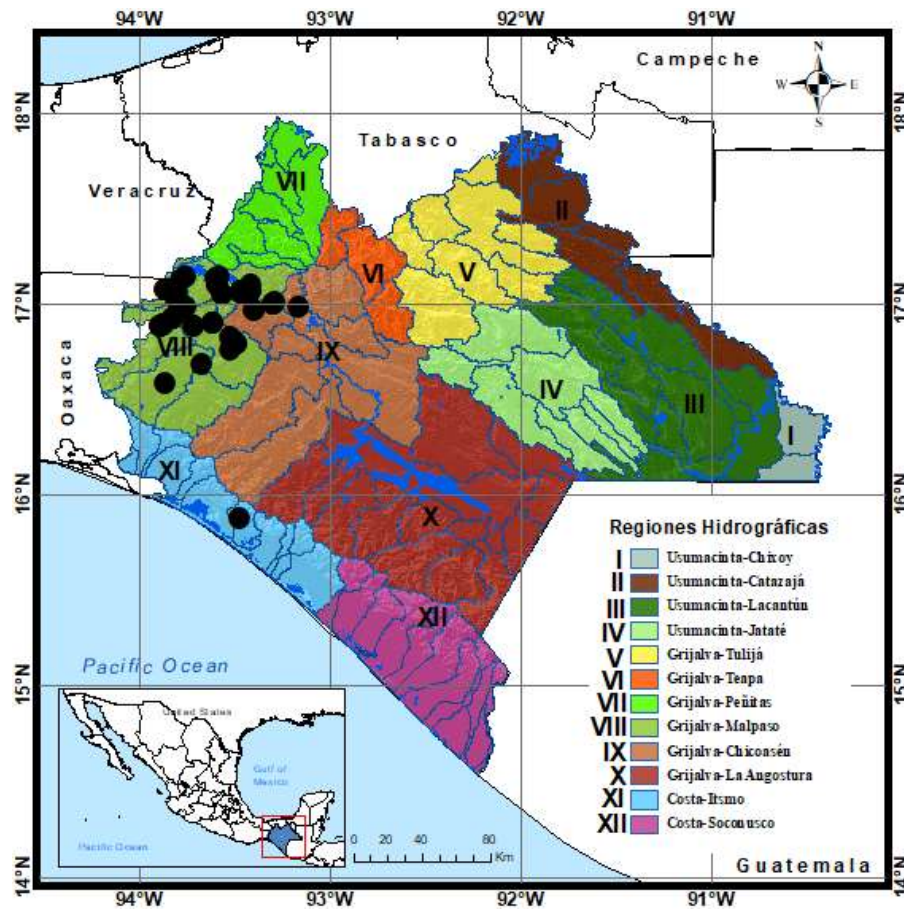 94°W 93°W 92°W 91°W
Campeche
N
W E
S
18°N 18°N
Tabasco
Veracruz
VII
II
VI
V
17°N 17°N
VIII
IX
IV
III
Oaxaca
I
XI
16°N 16°N
X
Regiones Hidrográficas
I Usumacinta-Chixoy
II Usumacinta-Catazajá
III Usumacinta-Lacantún
IV Usumacinta-Jataté
V Grijalva-Tulijá
VI Grijalva-Teapa
VII Grijalva-Peñitas
VIII Grijalva-Malpaso
IX Grijalva-Chicoasén
X Grijalva-La Angostura
XI Costa-Itsmo
XII Costa-Soconusco
XII
Pacific Ocean
15°N 15°N
United States
Gulf of
Mexico
Pacific Ocean
0 20 40 60 80
Km
Guatemala
14°N 14°N
94°W 93°W 92°W 91°W